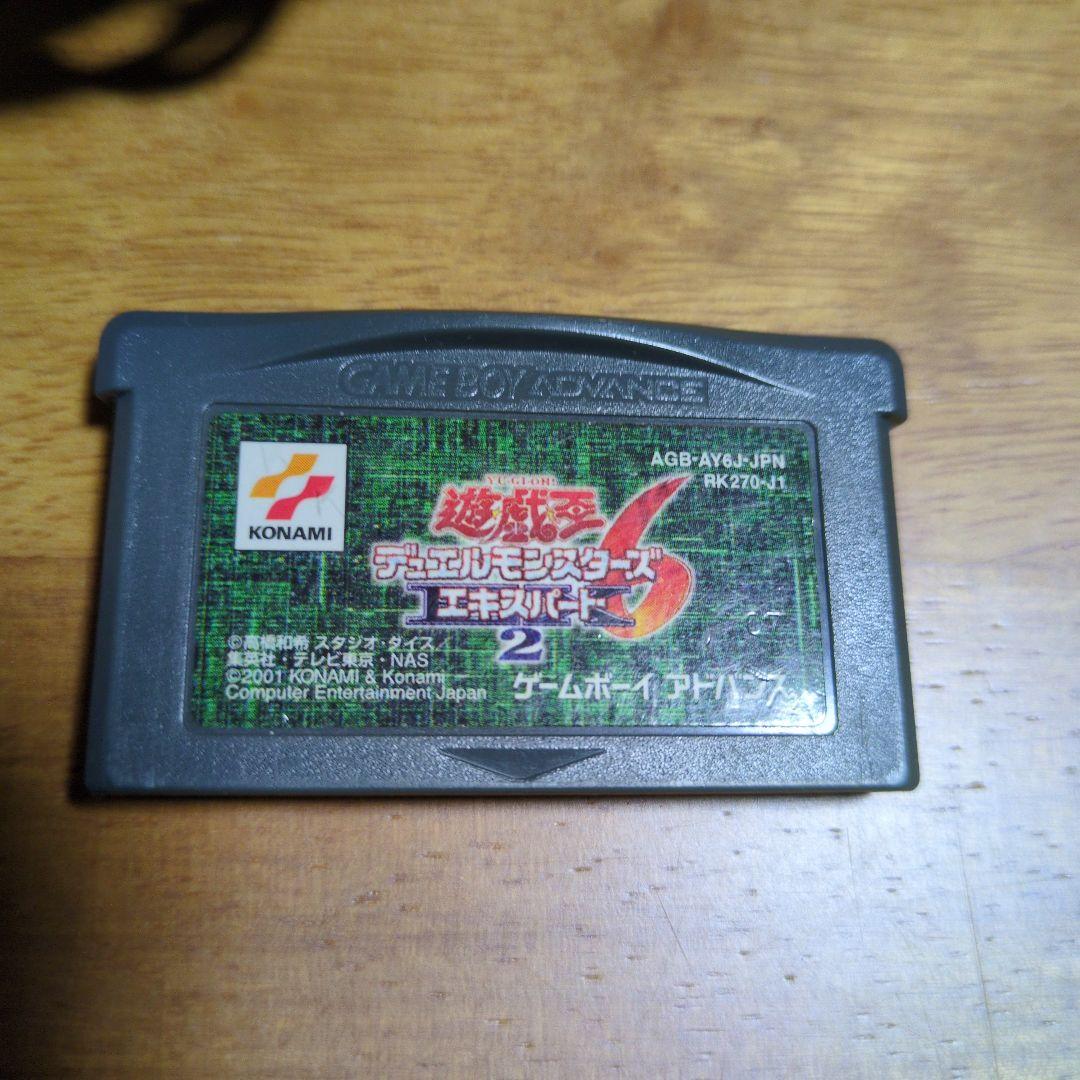 GAME BOY ADVANCE
KONAMI
AGB-AY6J-JPN
RK270-J1
YU-GI-OH!
遊戯王
デュエルモンスターズ6
エキスパート
2
©高橋和希 スタジオ・ダイス/
集英社・テレビ東京・NAS
©2001 KONAMI & Konami
Computer Entertainment Japan
ゲームボーイ アドバンス
07